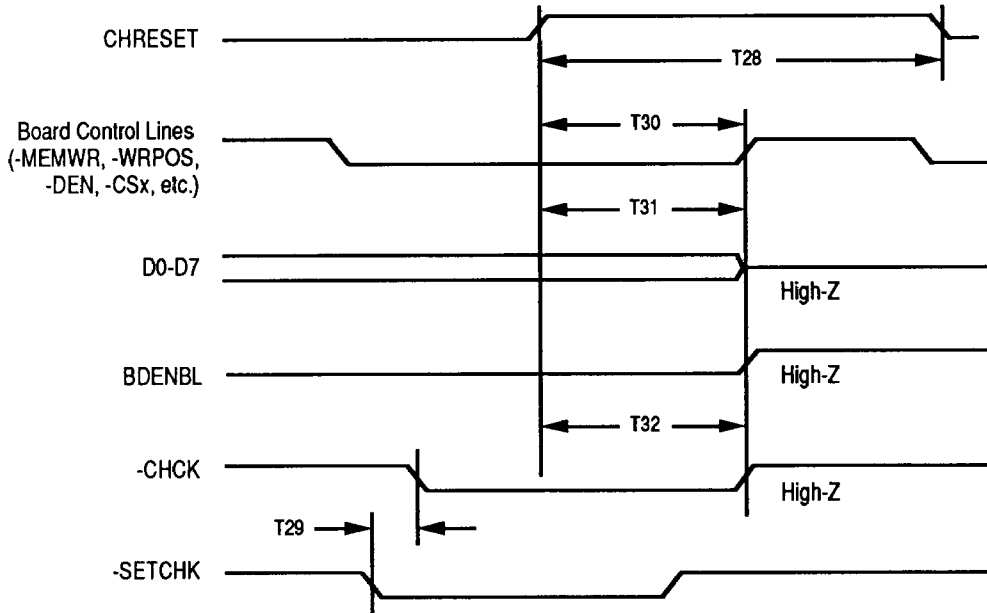 CHRESET
T28
Board Control Lines
(-MEMWR, -WRPOS,
-DEN, -CSx, etc.)
T30
T31
D0-D7
High-Z
BDENBL
High-Z
T32
-CHCK
High-Z
T29
-SETCHK